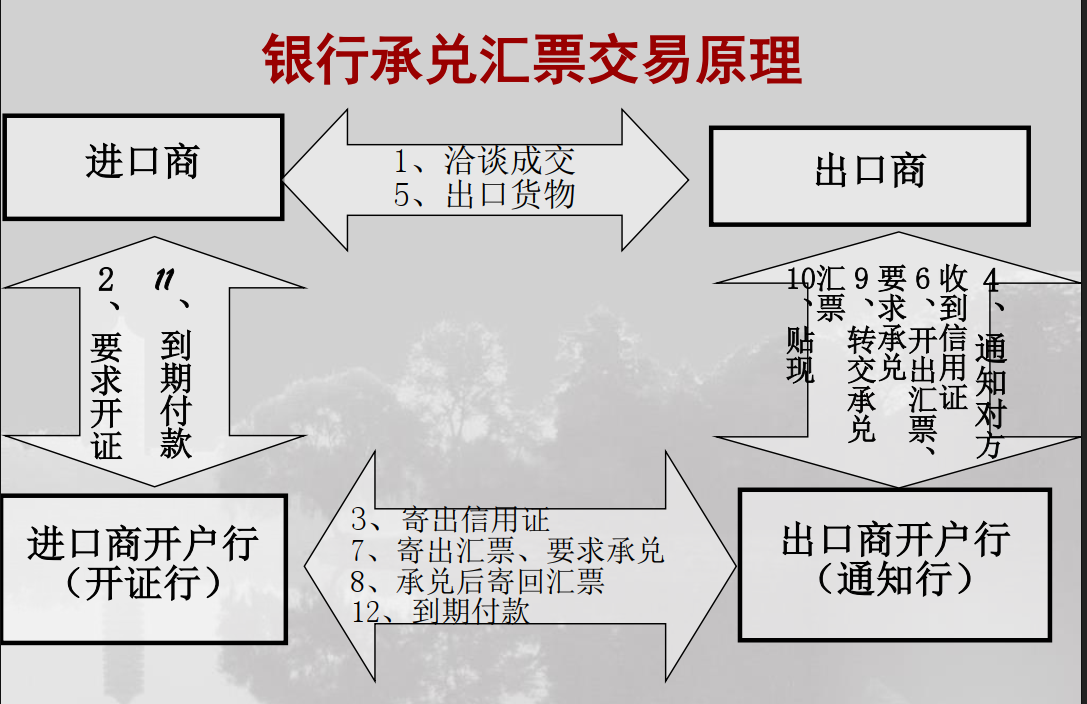 银行承兑汇票交易原理
进口商
1、洽谈成交
5、出口货物
出口商
2、要求开证
11、到期付款
4、通知对方
收到信用证
6、开出汇票、
要求承兑
9、转交承兑
汇票
10、贴现
进口商开户行
（开证行）
3、寄出信用证
7、寄出汇票、要求承兑
8、承兑后寄回汇票
12、到期付款
出口商开户行
（通知行）